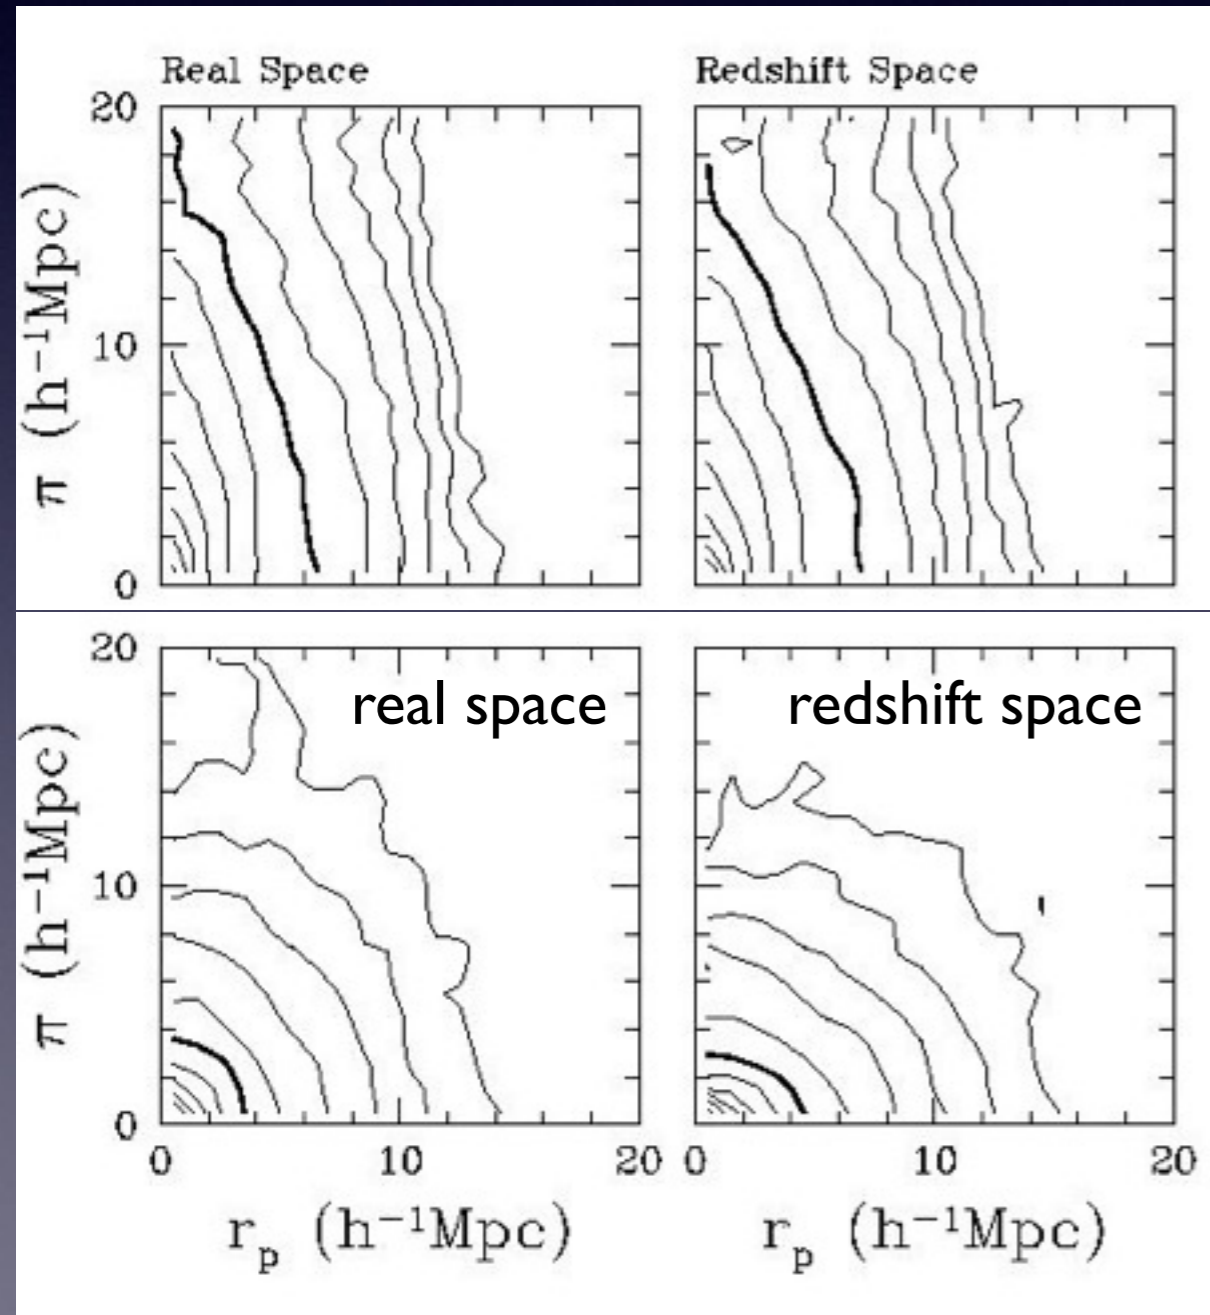 Real Space
Redshift Space
20
10
0
π (h⁻¹Mpc)
real space
redshift space
20
10
0
π (h⁻¹Mpc)
0
10
20
0
10
20
r_p (h⁻¹Mpc)
r_p (h⁻¹Mpc)